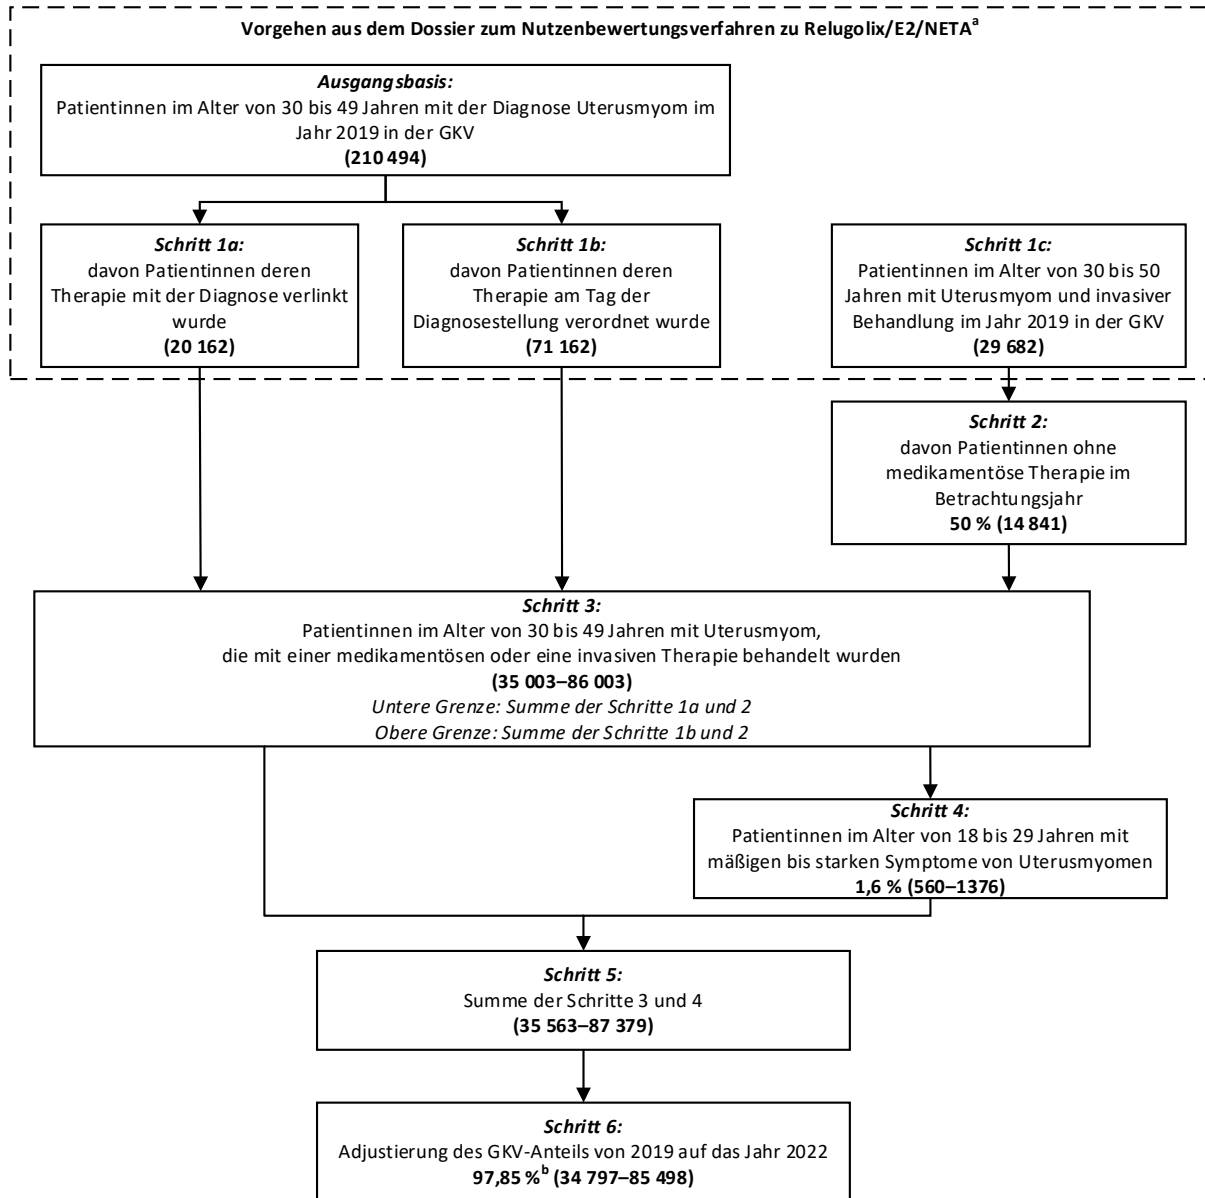 Vorgehen aus dem Dossier zum Nutzenbewertungsverfahren zu Relugolix/E2/NETAa
Ausgangsbasis:
Patientinnen im Alter von 30 bis 49 Jahren mit der Diagnose Uterusmyom im
Jahr 2019 in der GKV
(210 494)
Schritt 1a:
davon Patientinnen deren
Therapie mit der Diagnose verlinkt
wurde
(20 162)
Schritt 1b:
davon Patientinnen deren
Therapie am Tag der
Diagnosestellung verordnet wurde
(71 162)
Schritt 1c:
Patientinnen im Alter von 30 bis 50
Jahren mit Uterusmyom und invasiver
Behandlung im Jahr 2019 in der GKV
(29 682)
Schritt 2:
davon Patientinnen ohne
medikamentöse Therapie im
Betrachtungsjahr
50 % (14 841)
Schritt 3:
Patientinnen im Alter von 30 bis 49 Jahren mit Uterusmyom,
die mit einer medikamentösen oder eine invasiven Therapie behandelt wurden
(35 003–86 003)
Untere Grenze: Summe der Schritte 1a und 2
Obere Grenze: Summe der Schritte 1b und 2
Schritt 4:
Patientinnen im Alter von 18 bis 29 Jahren mit
mäßigen bis starken Symptome von Uterusmyomen
1,6 % (560–1376)
Schritt 5:
Summe der Schritte 3 und 4
(35 563–87 379)
Schritt 6:
Adjustierung des GKV-Anteils von 2019 auf das Jahr 2022
97,85 %b (34 797–85 498)